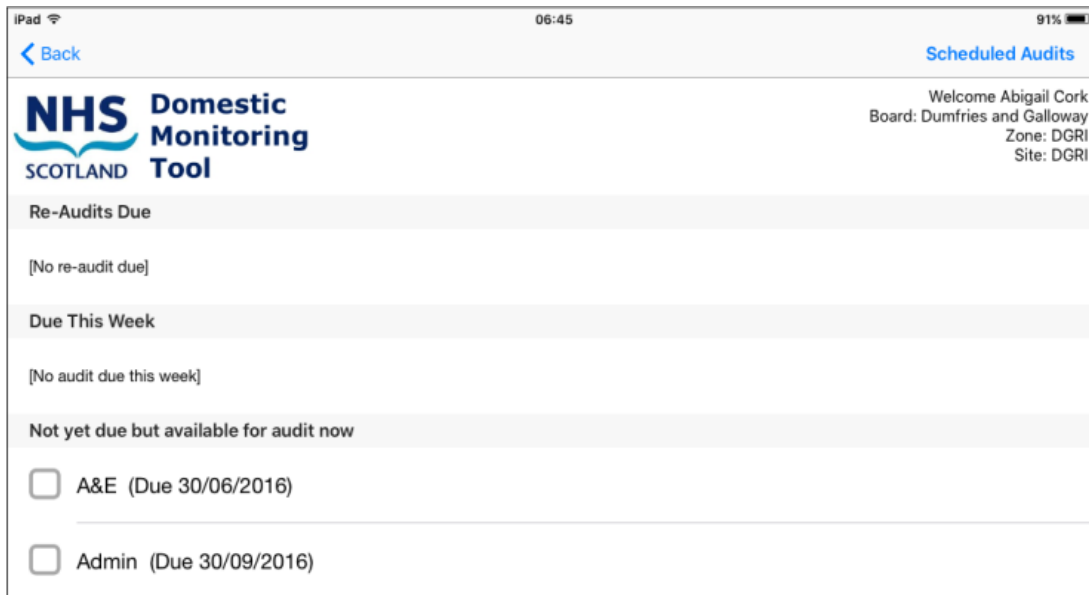 iPad 06:45 91%
Back Scheduled Audits
NHS
SCOTLAND
Domestic
Monitoring
Tool
Welcome Abigail Cork
Board: Dumfries and Galloway
Zone: DGRI
Site: DGRI
Re-Audits Due
[No re-audit due]
Due This Week
[No audit due this week]
Not yet due but available for audit now
A&E (Due 30/06/2016)
Admin (Due 30/09/2016)